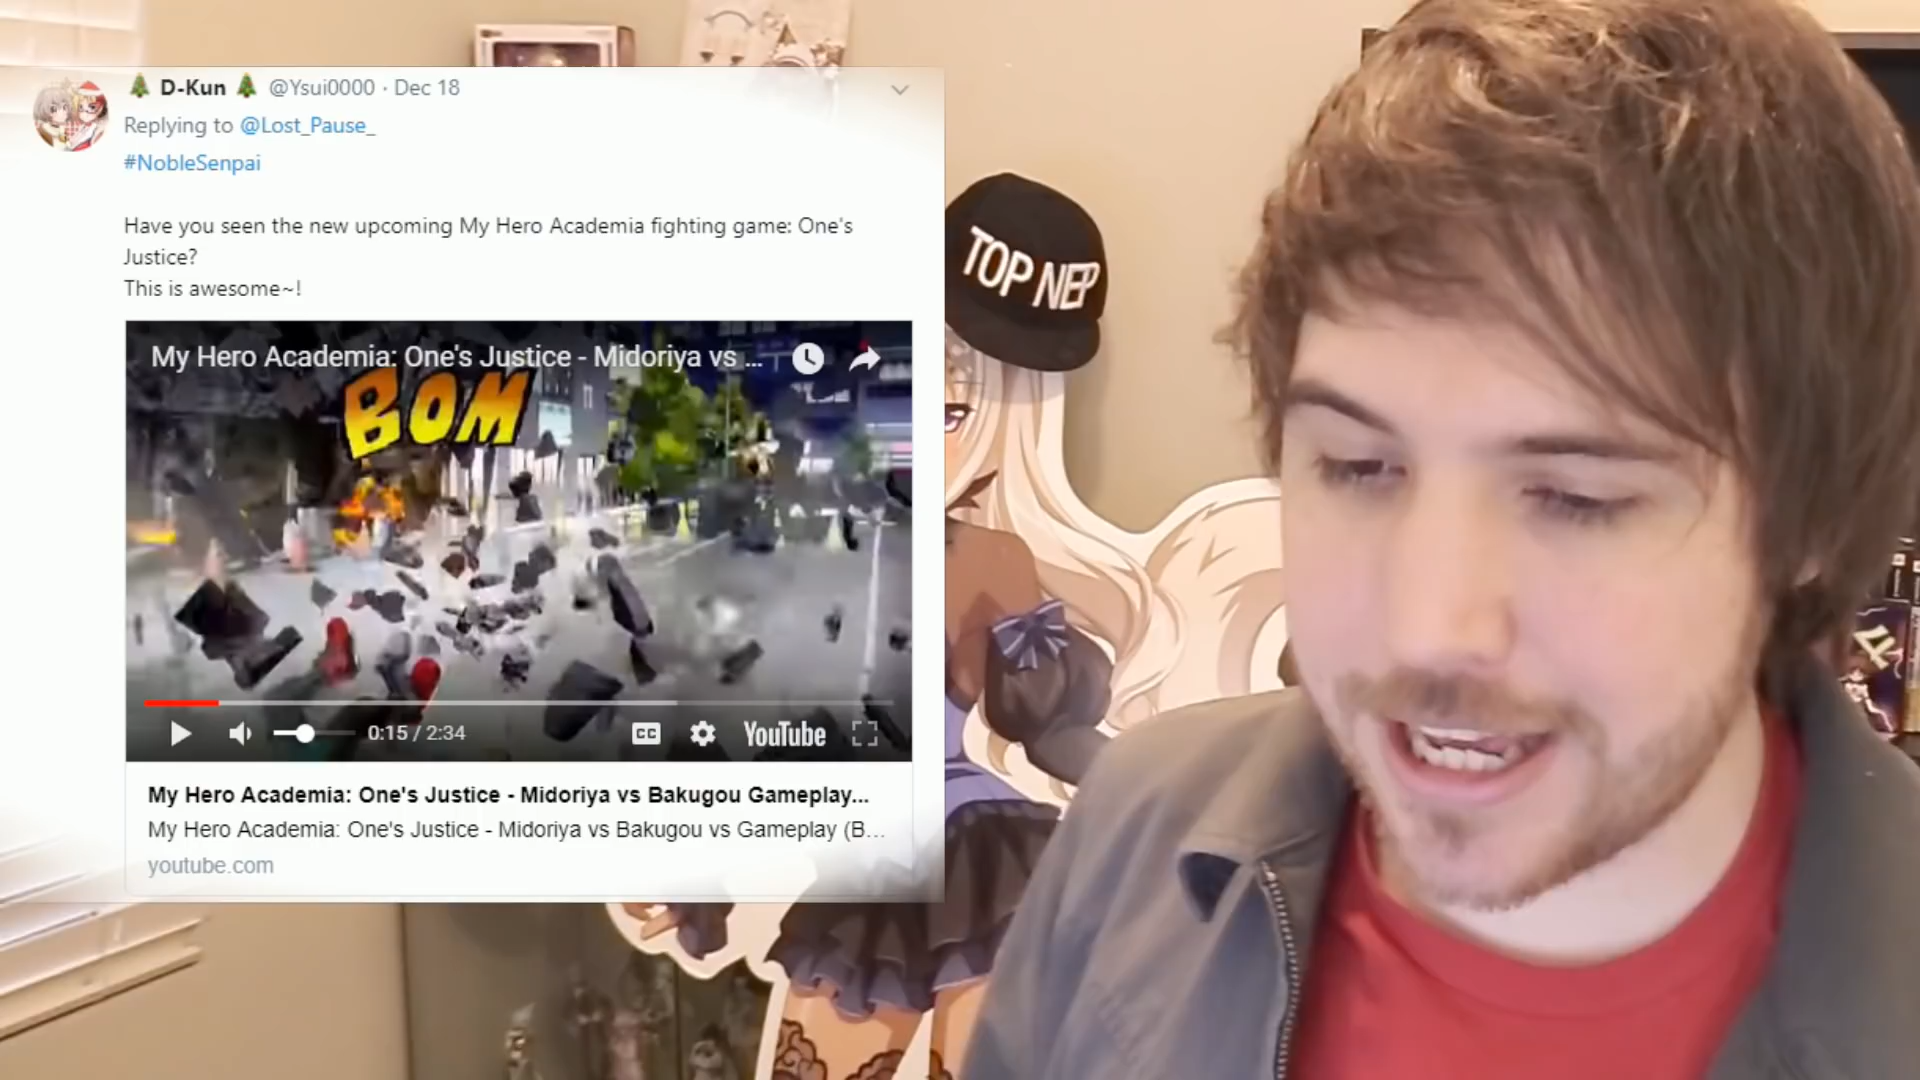 D-Kun @Ysui0000 · Dec 18
Replying to @Lost_Pause_
#NobleSenpai
Have you seen the new upcoming My Hero Academia fighting game: One's
Justice?
This is awesome~!
My Hero Academia: One's Justice - Midoriya vs ...
BOM
0:15 / 2:34
CC
YouTube
My Hero Academia: One's Justice - Midoriya vs Bakugou Gameplay...
My Hero Academia: One's Justice - Midoriya vs Bakugou vs Gameplay (B...
youtube.com
TOP NEP